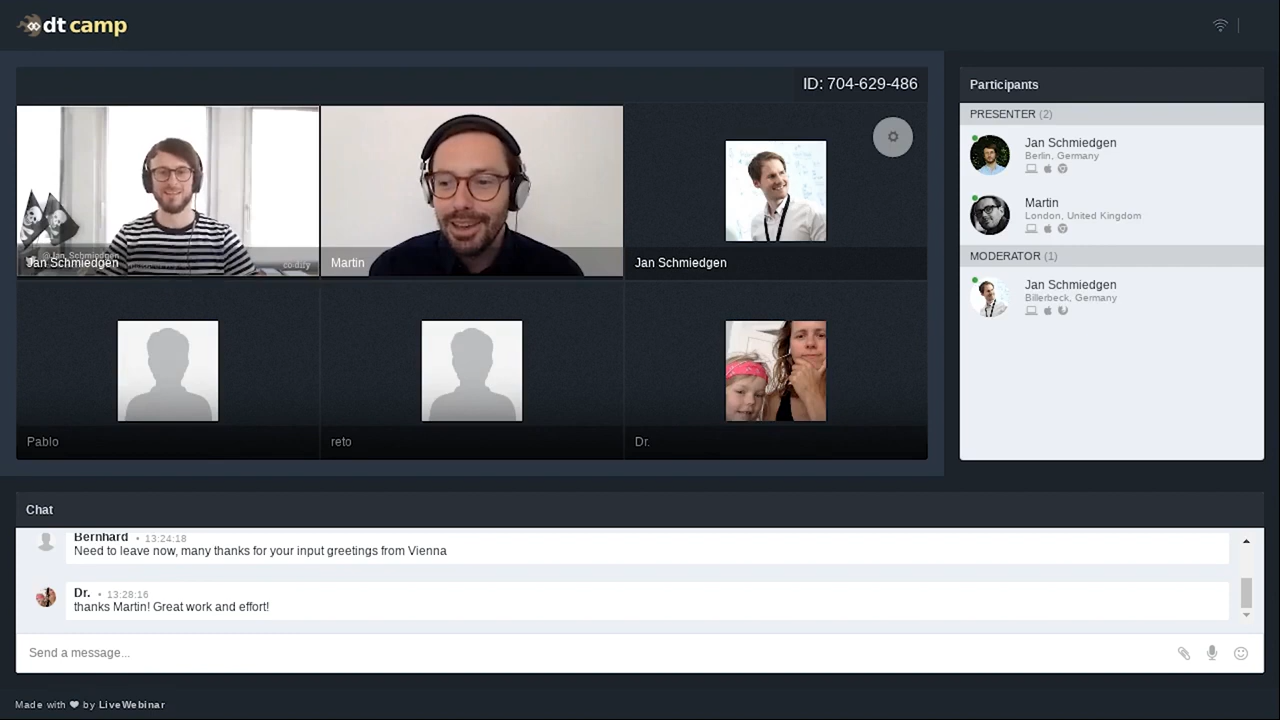 dt camp
ID: 704-629-486
@Jan_Schmiedgen
co:dify
Jan Schmiedgen
Martin
Jan Schmiedgen
Pablo
reto
Dr.
Participants
PRESENTER (2)
Jan Schmiedgen
Berlin, Germany
Martin
London, United Kingdom
MODERATOR (1)
Jan Schmiedgen
Billerbeck, Germany
Chat
Bernhard • 13:24:18
Need to leave now, many thanks for your input greetings from Vienna
Dr. • 13:28:16
thanks Martin! Great work and effort!
Send a message...
Made with ❤ by LiveWebinar